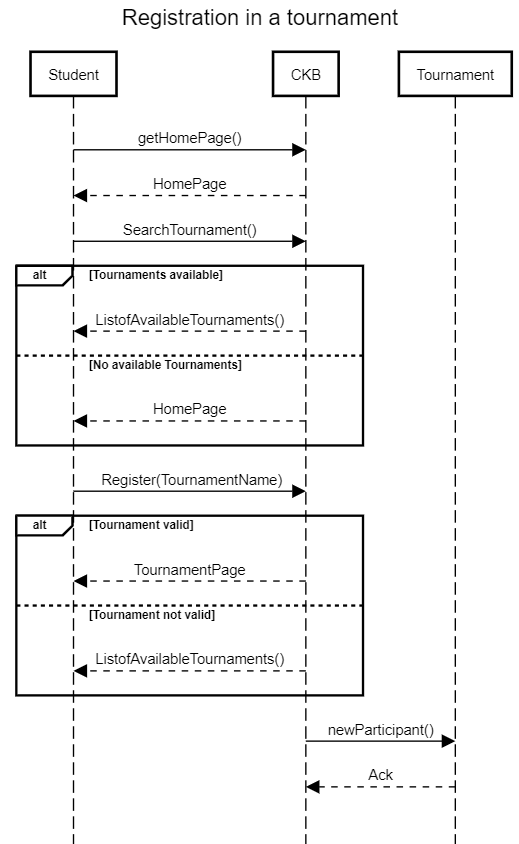 Registration in a tournament
Student
CKB
Tournament
getHomePage()
HomePage
SearchTournament()
alt
[Tournaments available]
ListofAvailableTournaments()
[No available Tournaments]
HomePage
Register(TournamentName)
alt
[Tournament valid]
TournamentPage
[Tournament not valid]
ListofAvailableTournaments()
newParticipant()
Ack